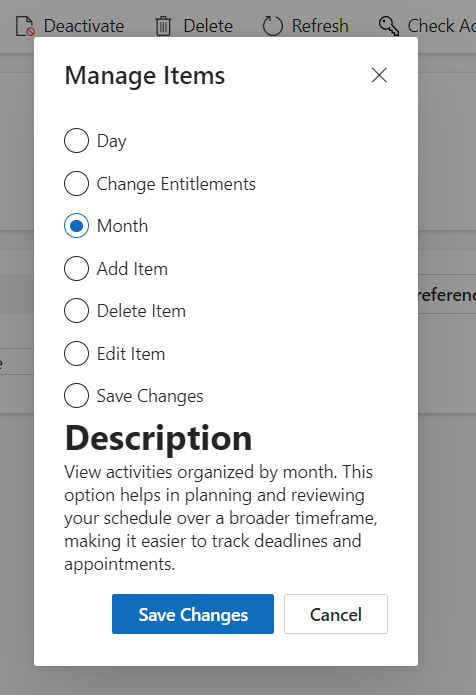 Deactivate Delete Refresh Check Ac
Manage Items
Day
Change Entitlements
Month
Add Item
Delete Item
Edit Item
Save Changes
Description
View activities organized by month. This
option helps in planning and reviewing
your schedule over a broader timeframe,
making it easier to track deadlines and
appointments.
Save Changes Cancel